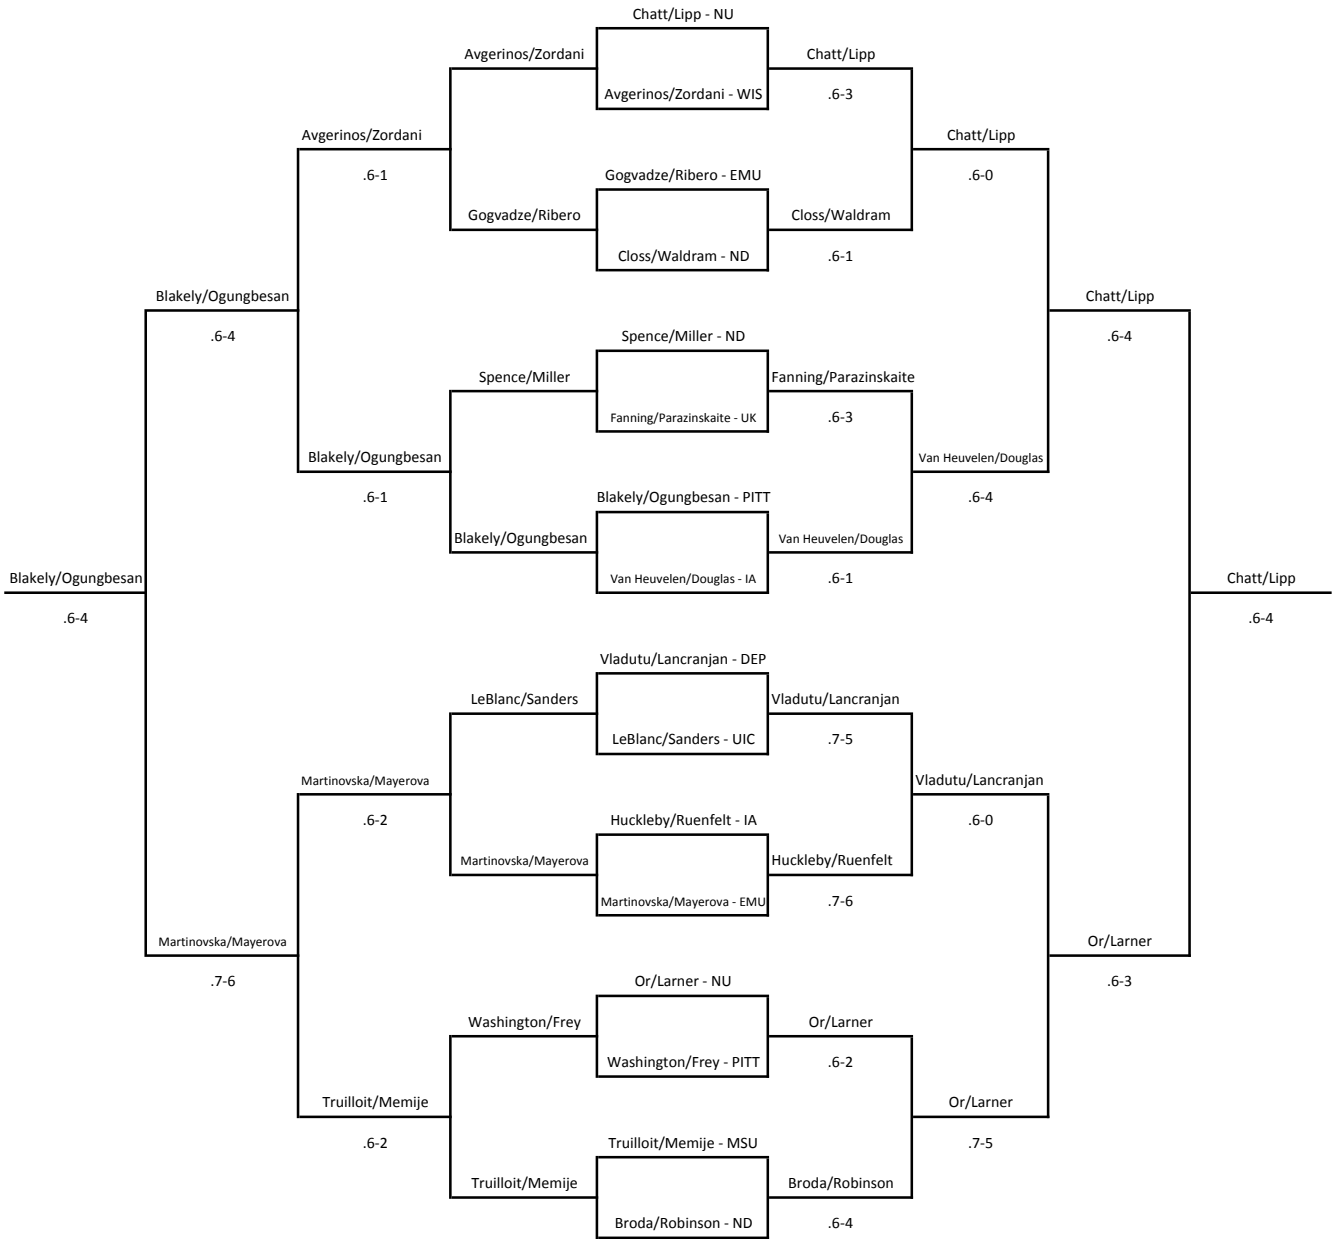 Chatt/Lipp - NU
Avgerinos/Zordani
Chatt/Lipp
Avgerinos/Zordani - WIS
.6-3
Avgerinos/Zordani
Chatt/Lipp
.6-1
Gogvadze/Ribero - EMU
.6-0
Gogvadze/Ribero
Closs/Waldram
Closs/Waldram - ND
.6-1
Blakely/Ogungbesan
Chatt/Lipp
.6-4
Spence/Miller - ND
.6-4
Spence/Miller
Fanning/Parazinskaite
Fanning/Parazinskaite - UK
.6-3
Blakely/Ogungbesan
Van Heuvelen/Douglas
.6-1
Blakely/Ogungbesan - PITT
.6-4
Blakely/Ogungbesan
Van Heuvelen/Douglas
Blakely/Ogungbesan
Van Heuvelen/Douglas - IA
.6-1
Chatt/Lipp
.6-4
.6-4
Vladutu/Lancranjan - DEP
LeBlanc/Sanders
Vladutu/Lancranjan
LeBlanc/Sanders - UIC
.7-5
Martinovska/Mayerova
Vladutu/Lancranjan
.6-2
Huckleby/Ruenfelt - IA
.6-0
Martinovska/Mayerova
Huckleby/Ruenfelt
Martinovska/Mayerova - EMU
.7-6
Martinovska/Mayerova
Or/Larner
.7-6
Or/Larner - NU
.6-3
Washington/Frey
Or/Larner
Washington/Frey - PITT
.6-2
Truilloit/Memije
Or/Larner
.6-2
Truilloit/Memije - MSU
.7-5
Truilloit/Memije
Broda/Robinson
Broda/Robinson - ND
.6-4